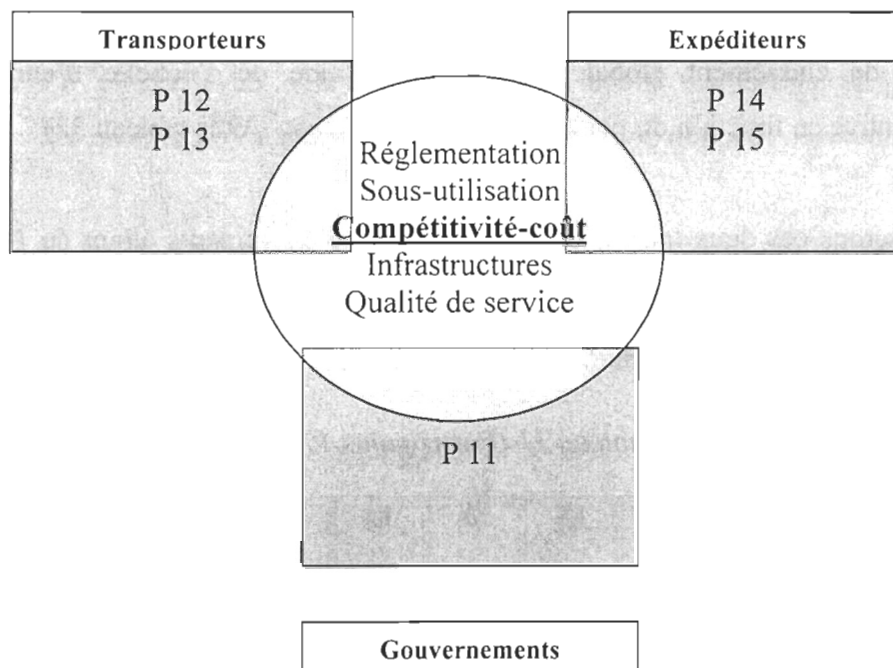 Transporteurs
Expéditeurs
P 12
P 13
P 14
P 15
Réglementation
Sous-utilisation
Compétitivité-coût
Infrastructures
Qualité de service
P 11
Gouvernements